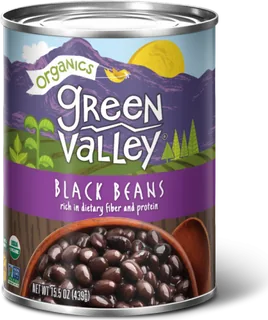 ORGANICS
green
VALLEY
BLACK BEANS
rich in dietary fiber and protein
NET WT 15.5 OZ (439g)